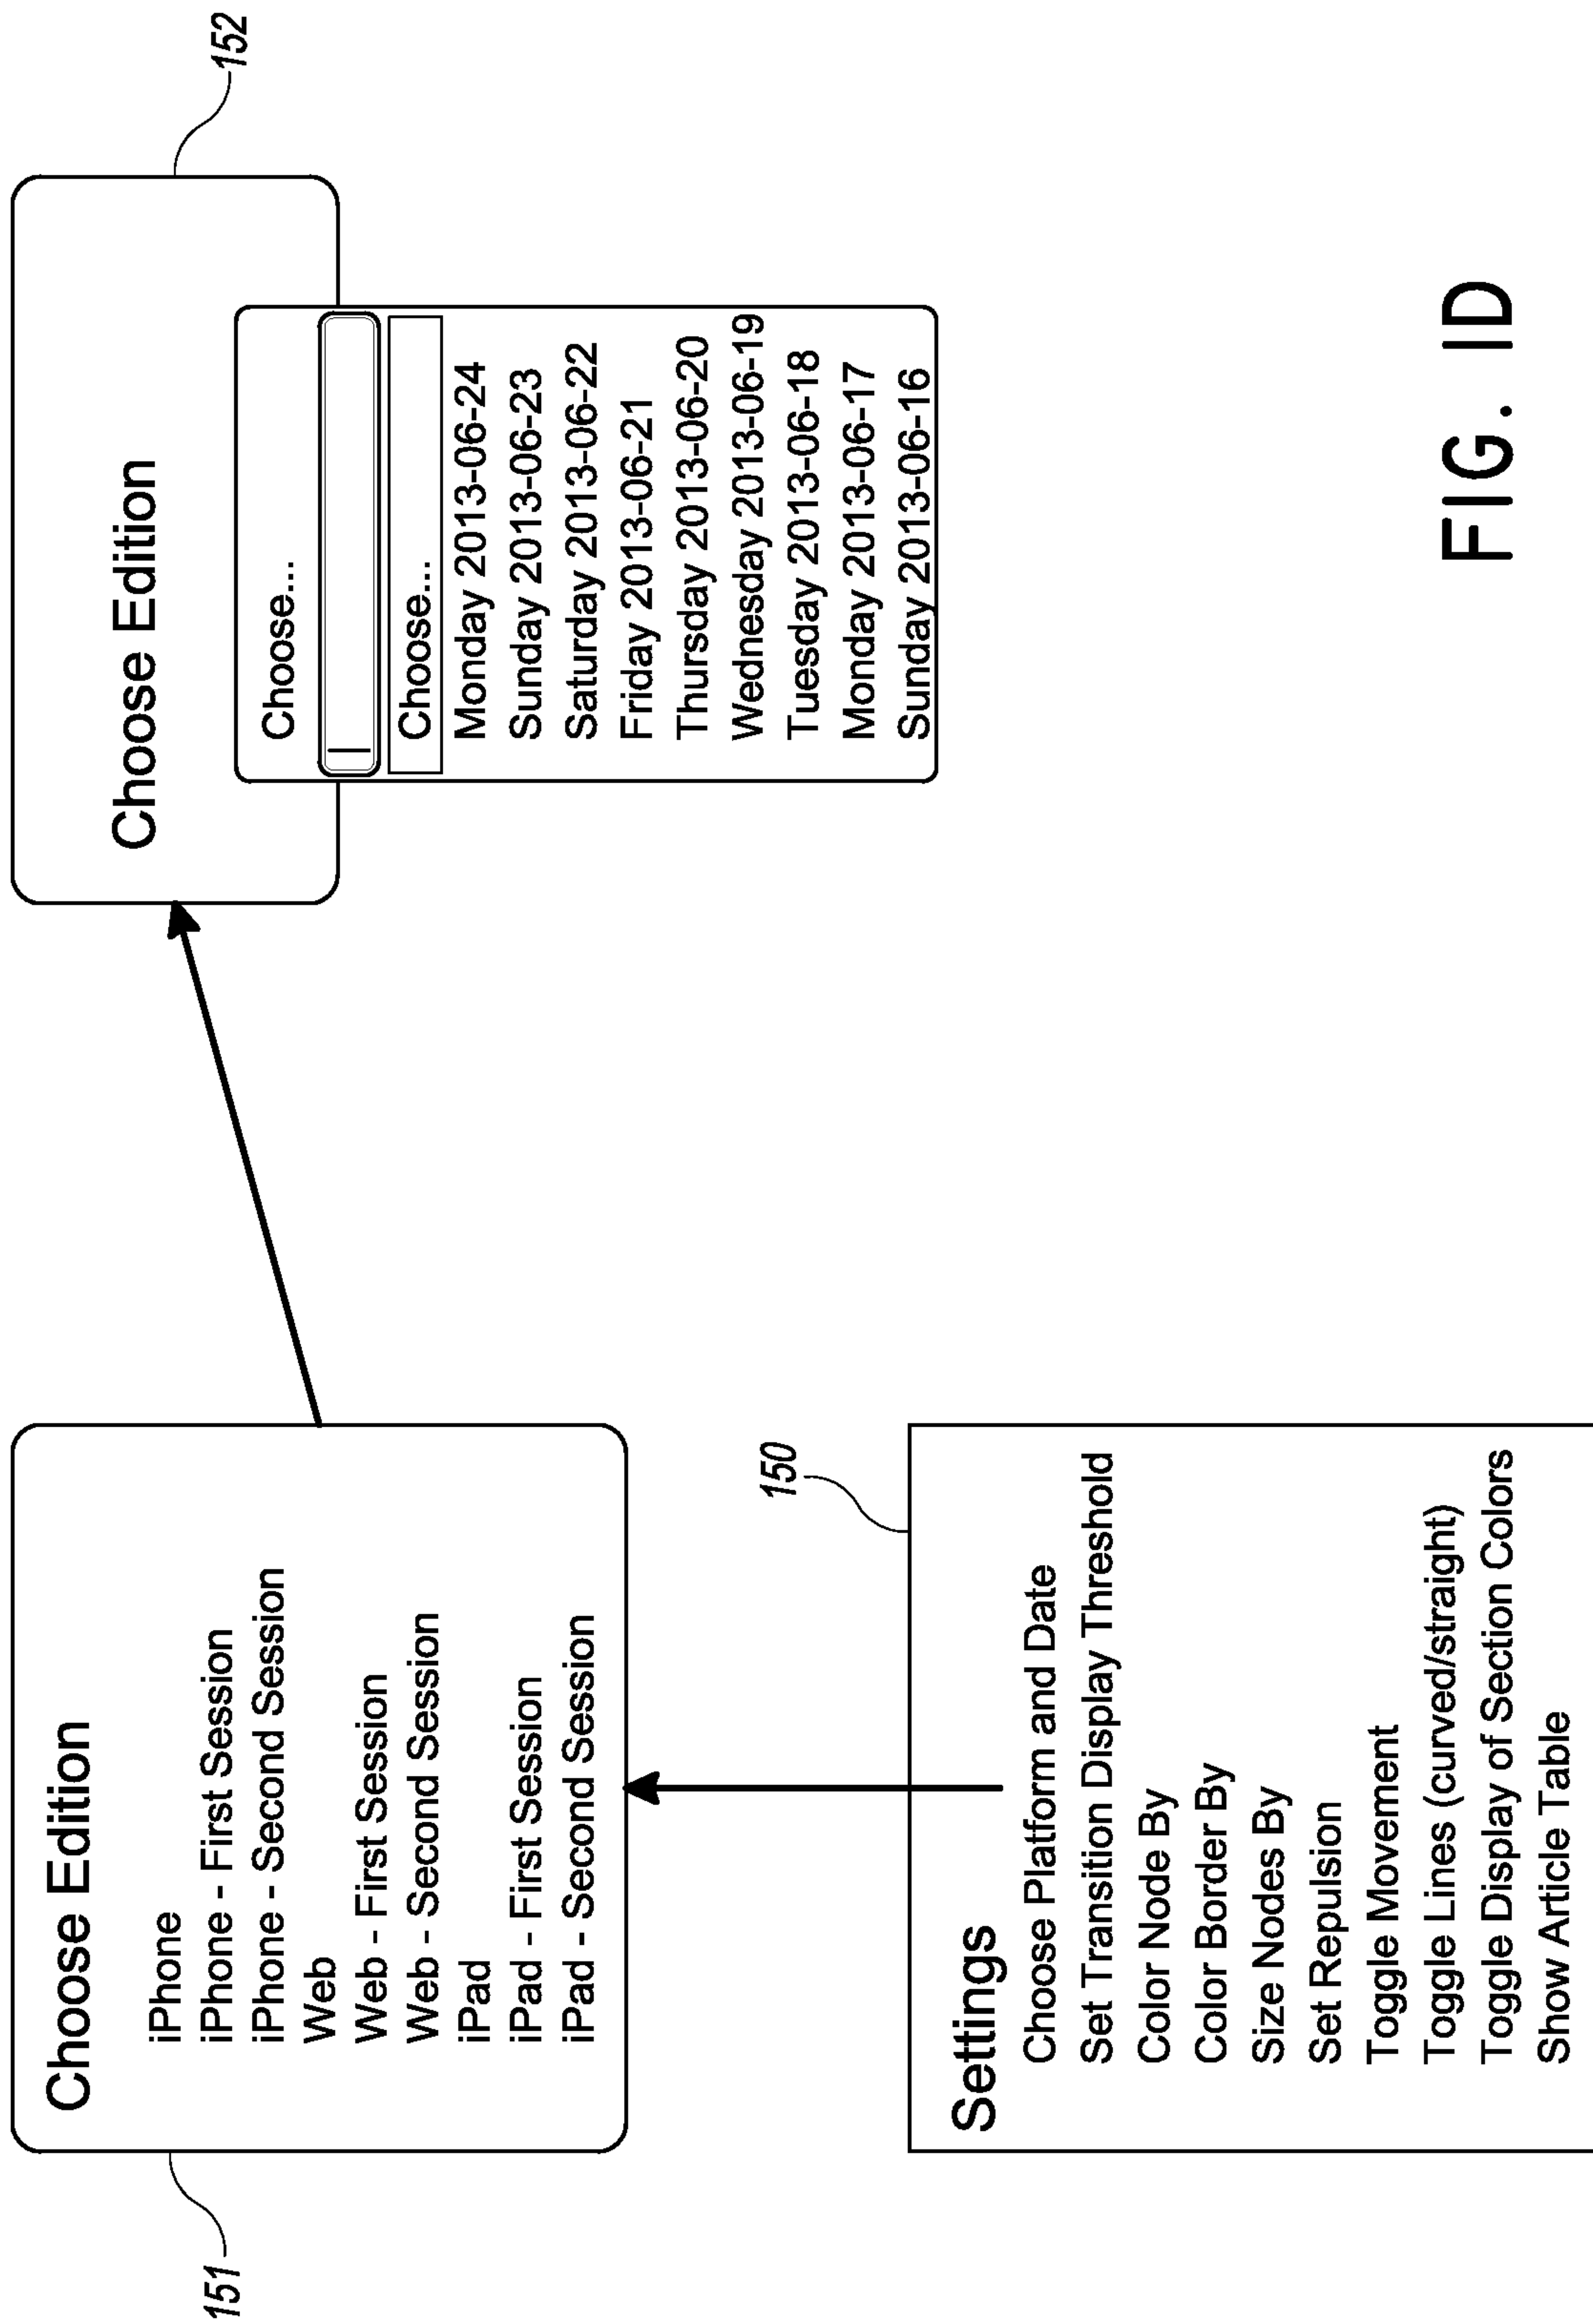 Choose Edition
iPhone
iPhone - First Session
iPhone - Second Session
Web
Web - First Session
Web - Second Session
iPad
iPad - First Session
iPad - Second Session
151
Choose Edition
Choose...
Choose...
Monday 2013-06-24
Sunday 2013-06-23
Saturday 2013-06-22
Friday 2013-06-21
Thursday 2013-06-20
Wednesday 2013-06-19
Tuesday 2013-06-18
Monday 2013-06-17
Sunday 2013-06-16
152
150
Settings
Choose Platform and Date
Set Transition Display Threshold
Color Node By
Color Border By
Size Nodes By
Set Repulsion
Toggle Movement
Toggle Lines (curved/straight)
Toggle Display of Section Colors
Show Article Table
FIG. 1D